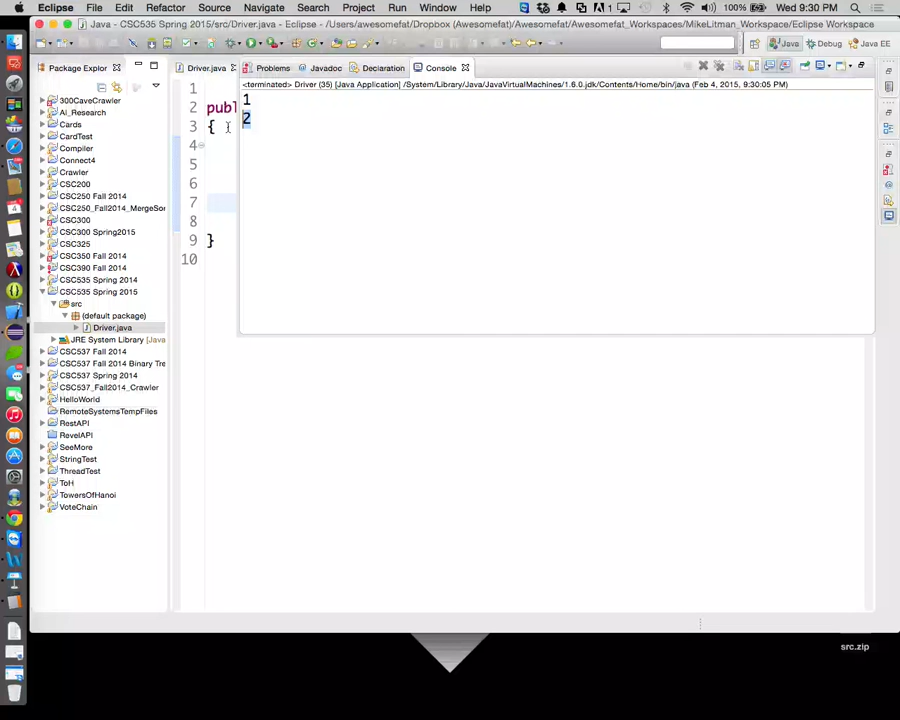 Eclipse File Edit Refactor Source Navigate Search Project Run Window Help 1 100% Wed 9:30 PM
Java - CSC535 Spring 2015/src/Driver.java - Eclipse - /Users/awesomefat/Dropbox (Awesomefat)/Awesomefat_Workspaces/MikeLitman_Workspace/Eclipse Workspace
Java Debug Java EE
Package Explor Driver.java Problems Javadoc Declaration Console
<terminated> Driver (35) [Java Application] /System/Library/Java/JavaVirtualMachines/1.6.0.jdk/Contents/Home/bin/java (Feb 4, 2015, 9:30:05 PM)
1
2
1
2 publ
3 {
4
5
6
7
8
9 }
10
300CaveCrawler
AI_Research
Cards
CardTest
Compiler
Connect4
Crawler
CSC200
CSC250 Fall 2014
CSC250_Fall2014_MergeSor
CSC300
CSC300 Spring2015
CSC325
CSC350 Fall 2014
CSC390 Fall 2014
CSC535 Spring 2014
CSC535 Spring 2015
src
(default package)
Driver.java
JRE System Library [Java
CSC537 Fall 2014
CSC537 Fall 2014 Binary Tre
CSC537 Spring 2014
CSC537_Fall2014_Crawler
HelloWorld
RemoteSystemsTempFiles
RestAPI
RevelAPI
SeeMore
StringTest
ThreadTest
ToH
TowersOfHanoi
VoteChain
src.zip